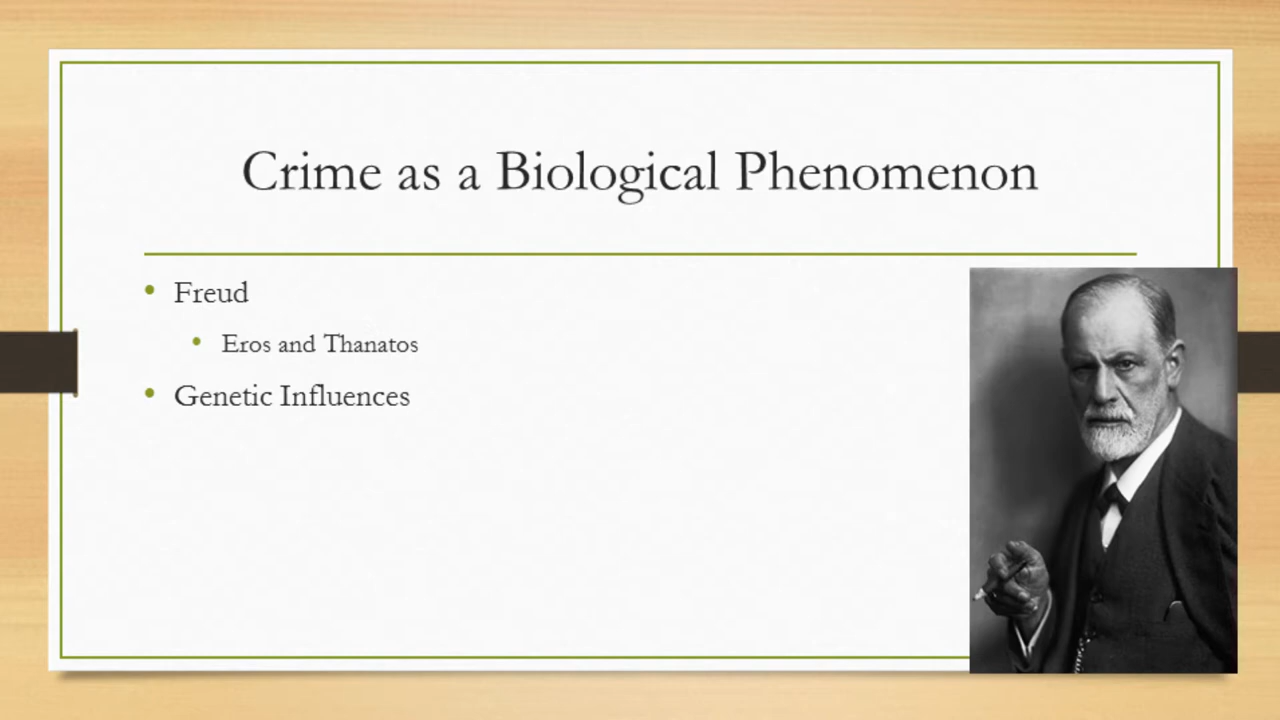 Crime as a Biological Phenomenon
• Freud
• Eros and Thanatos
• Genetic Influences